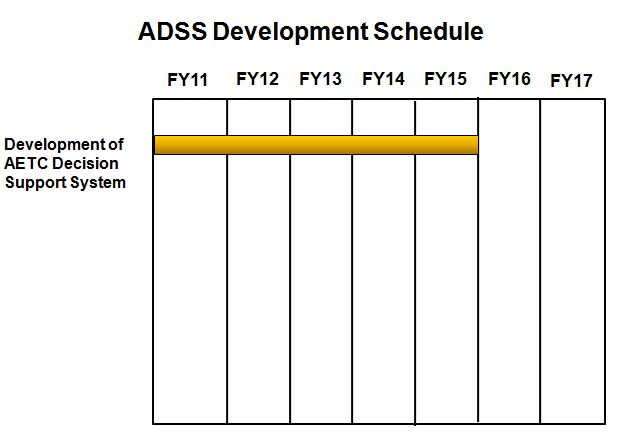 ADSS Development Schedule
FY11 FY12 FY13 FY14 FY15 FY16 FY17
Development of
AETC Decision
Support System